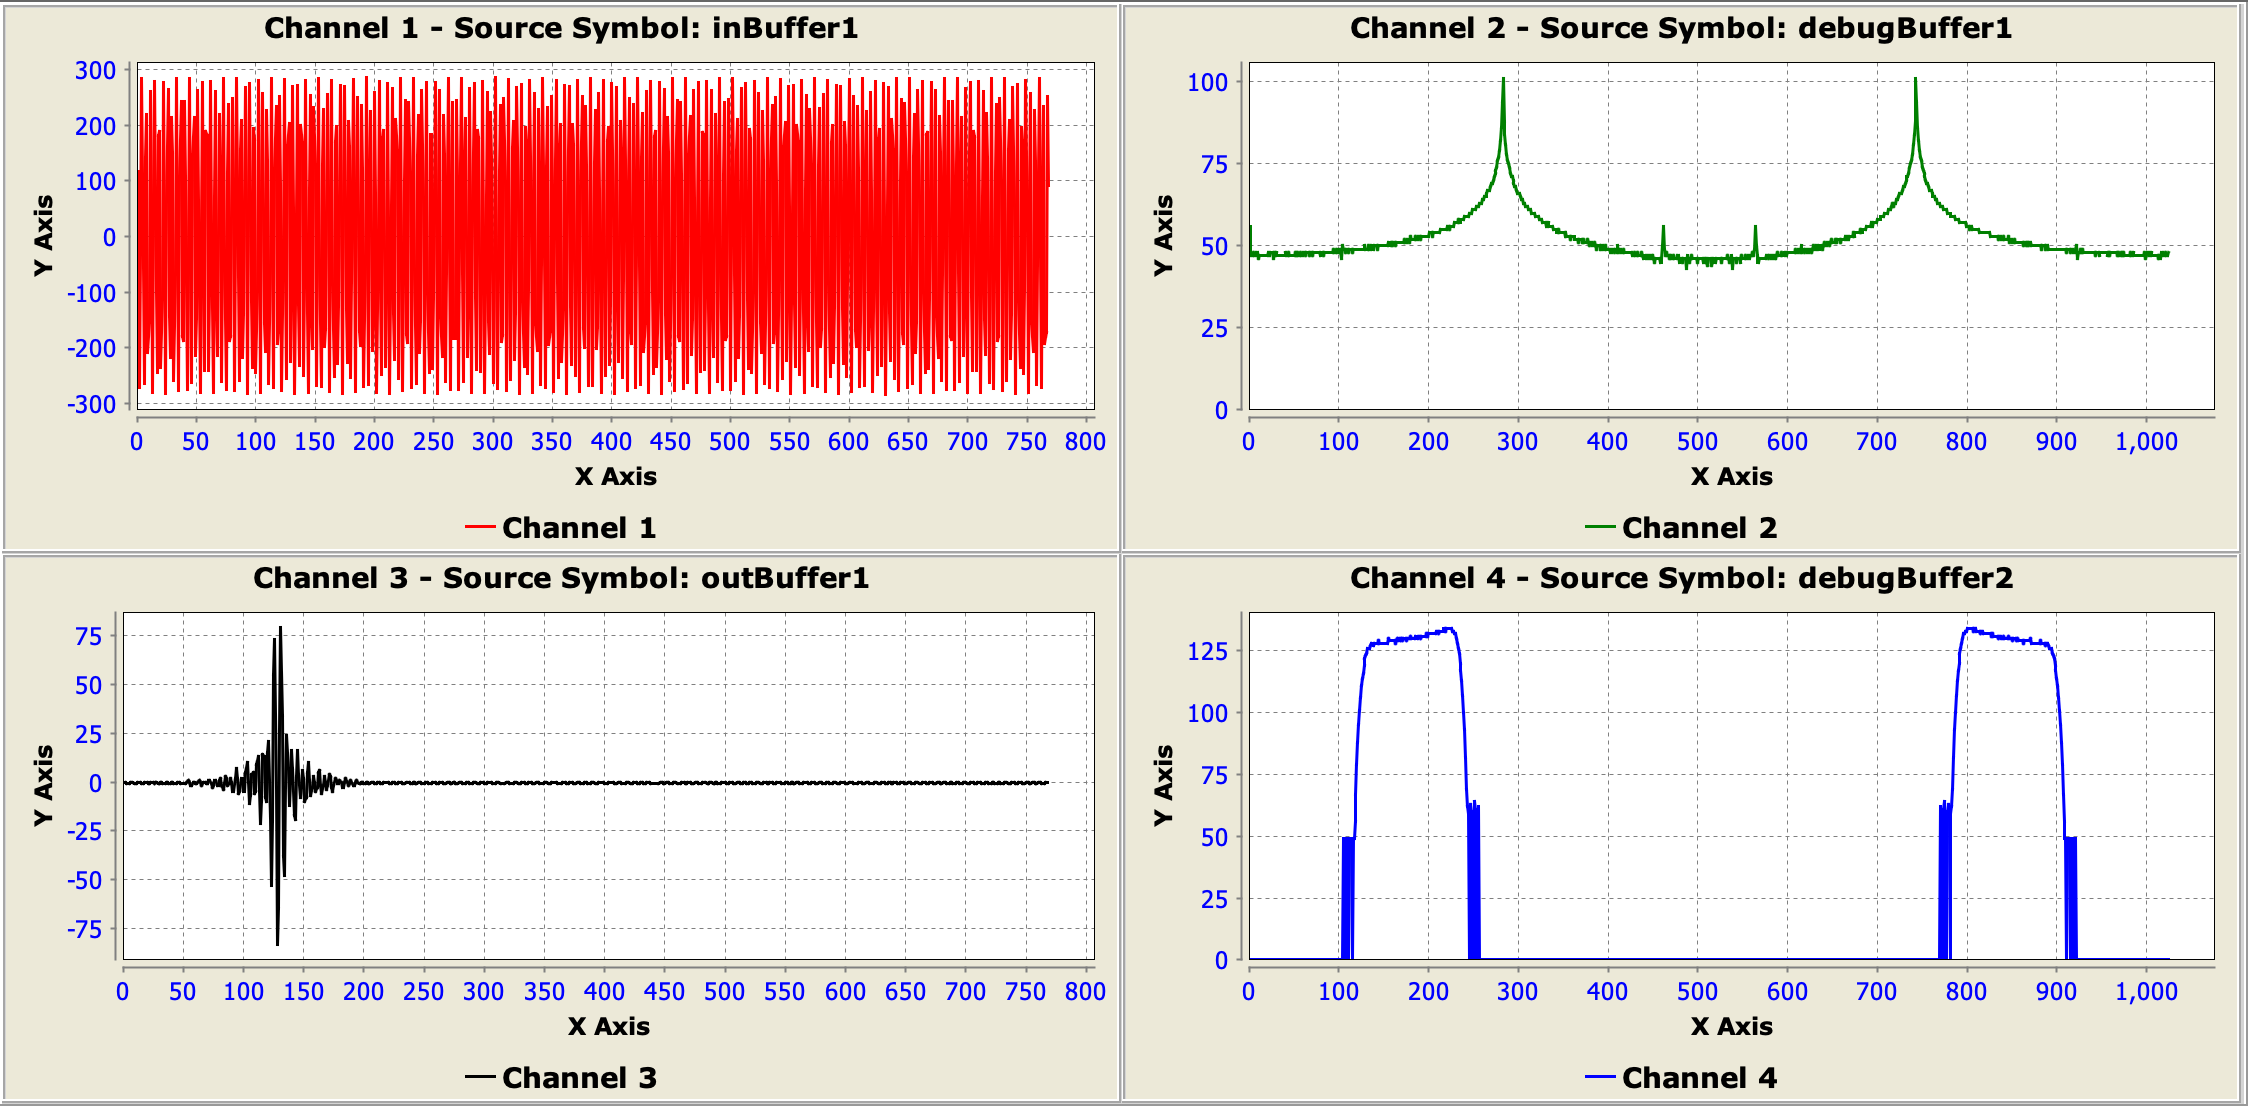 Channel 1 - Source Symbol: inBuffer1
300
200
100
0
-100
-200
-300
Y Axis
0 50 100 150 200 250 300 350 400 450 500 550 600 650 700 750 800
X Axis
Channel 1
Channel 2 - Source Symbol: debugBuffer1
100
75
50
25
0
Y Axis
0 100 200 300 400 500 600 700 800 900 1,000
X Axis
Channel 2
Channel 3 - Source Symbol: outBuffer1
75
50
25
0
-25
-50
-75
Y Axis
0 50 100 150 200 250 300 350 400 450 500 550 600 650 700 750 800
X Axis
Channel 3
Channel 4 - Source Symbol: debugBuffer2
125
100
75
50
25
0
Y Axis
0 100 200 300 400 500 600 700 800 900 1,000
X Axis
Channel 4